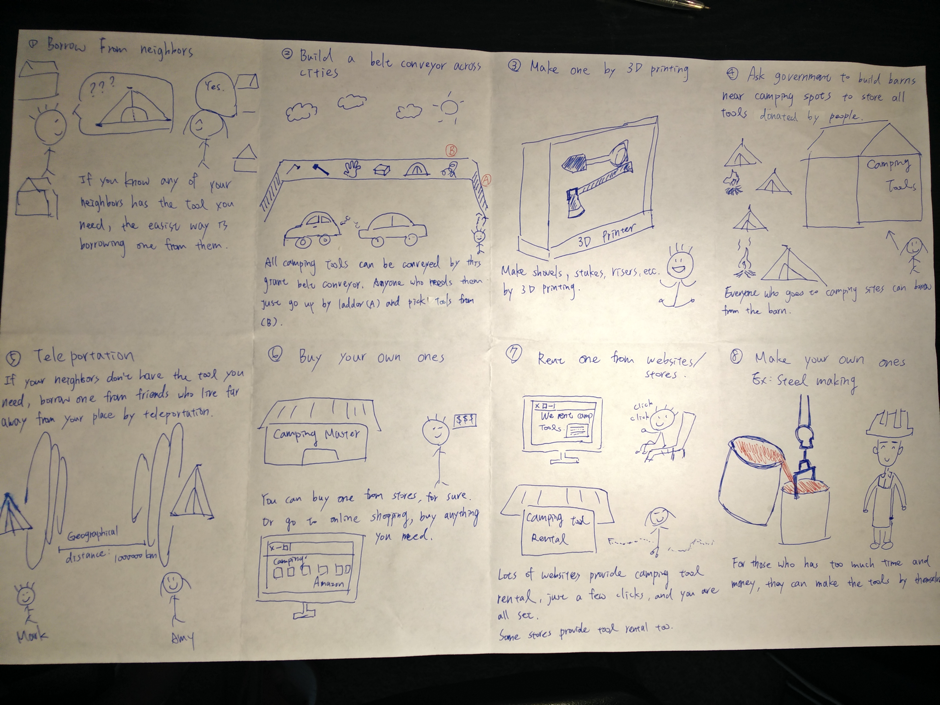 ① Borrow From neighbors
???
Yes.
If you know any of your
neighbors has the tool you
need, the easist way is
borrowing one from them.
② Build a belt conveyor across
cities
Ⓑ
Ⓐ
All camping tools can be conveyed by this
belt conveyor. Anyone who needs them
just go up by ladder (A) and pick tools from
(B).
③ Make one by 3D printing
3D Printer
Make shovels, stakes, risers, etc.
by 3D printing.
④ Ask government to build barns
near camping spots to store all
tools donated by people.
Camping
Tools
Everyone who goes to camping sites can borrow
from the barn.
⑤ Teleportation
If your neighbors don't have the tool you
need, borrow one from friends who live far
away from your place by teleportation.
Geographical
distance: 100000 km
Mark
Amy
⑥ Buy your own ones
Camping Master
$$$
You can buy one from stores, for sure.
Or go to online shopping, buy anything
you need.
Camping
Amazon
⑦ Rent one from websites/
stores.
We rent camp
Tools
click
click
Camping tool
Rental
Lots of websites provide camping tool
rental, just a few clicks, and you are
all set.
Some stores provide tool rental too.
⑧ Make your own ones
Ex: Steel making
For those who has too much time and
money, they can make the tools by